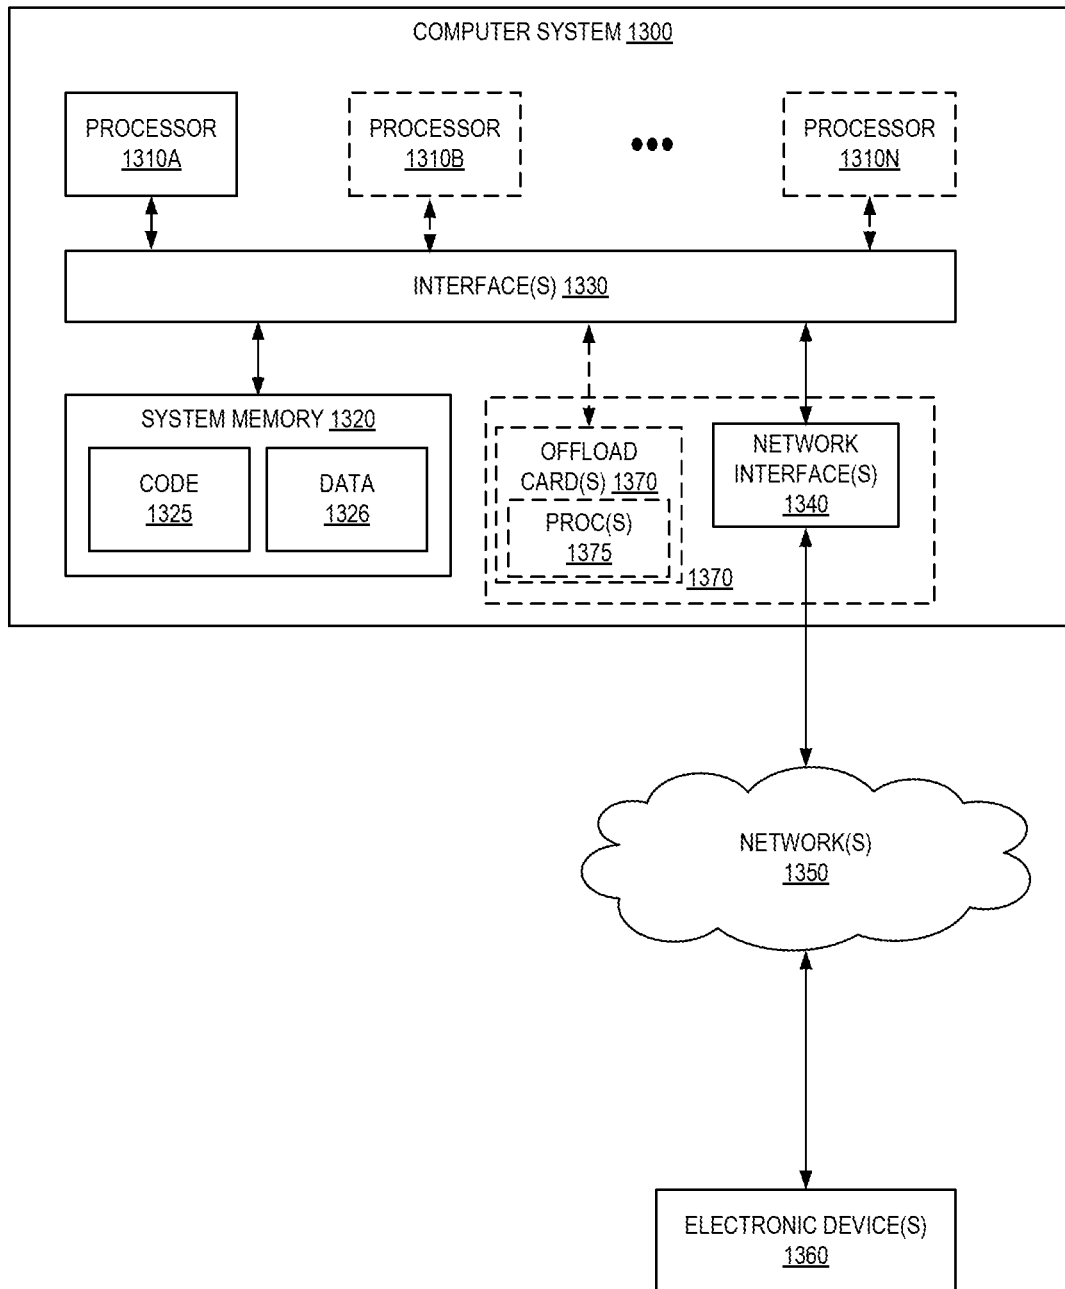 COMPUTER SYSTEM 1300
PROCESSOR
1310A
PROCESSOR
1310B
PROCESSOR
1310N
INTERFACE(S) 1330
SYSTEM MEMORY 1320
CODE
1325
DATA
1326
OFFLOAD
CARD(S) 1370
PROC(S)
1375
1370
NETWORK
INTERFACE(S)
1340
NETWORK(S)
1350
ELECTRONIC DEVICE(S)
1360